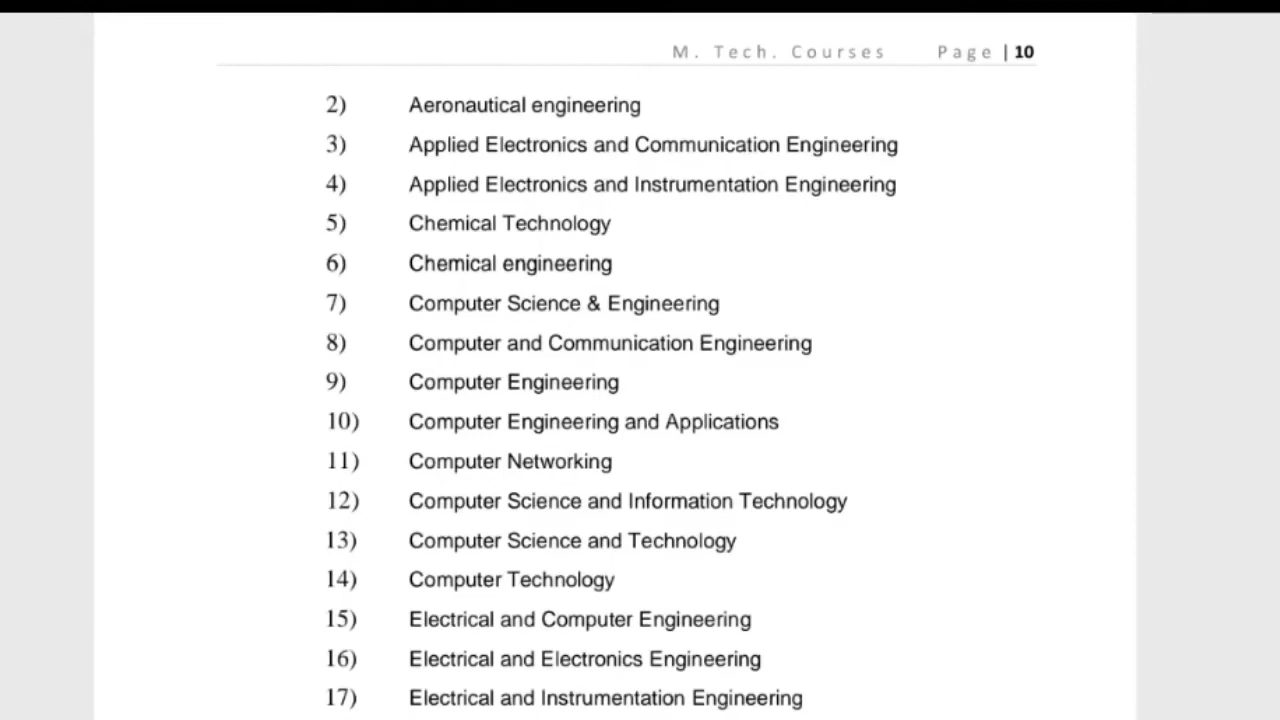 M. Tech. Courses Page | 10
2) Aeronautical engineering
3) Applied Electronics and Communication Engineering
4) Applied Electronics and Instrumentation Engineering
5) Chemical Technology
6) Chemical engineering
7) Computer Science & Engineering
8) Computer and Communication Engineering
9) Computer Engineering
10) Computer Engineering and Applications
11) Computer Networking
12) Computer Science and Information Technology
13) Computer Science and Technology
14) Computer Technology
15) Electrical and Computer Engineering
16) Electrical and Electronics Engineering
17) Electrical and Instrumentation Engineering